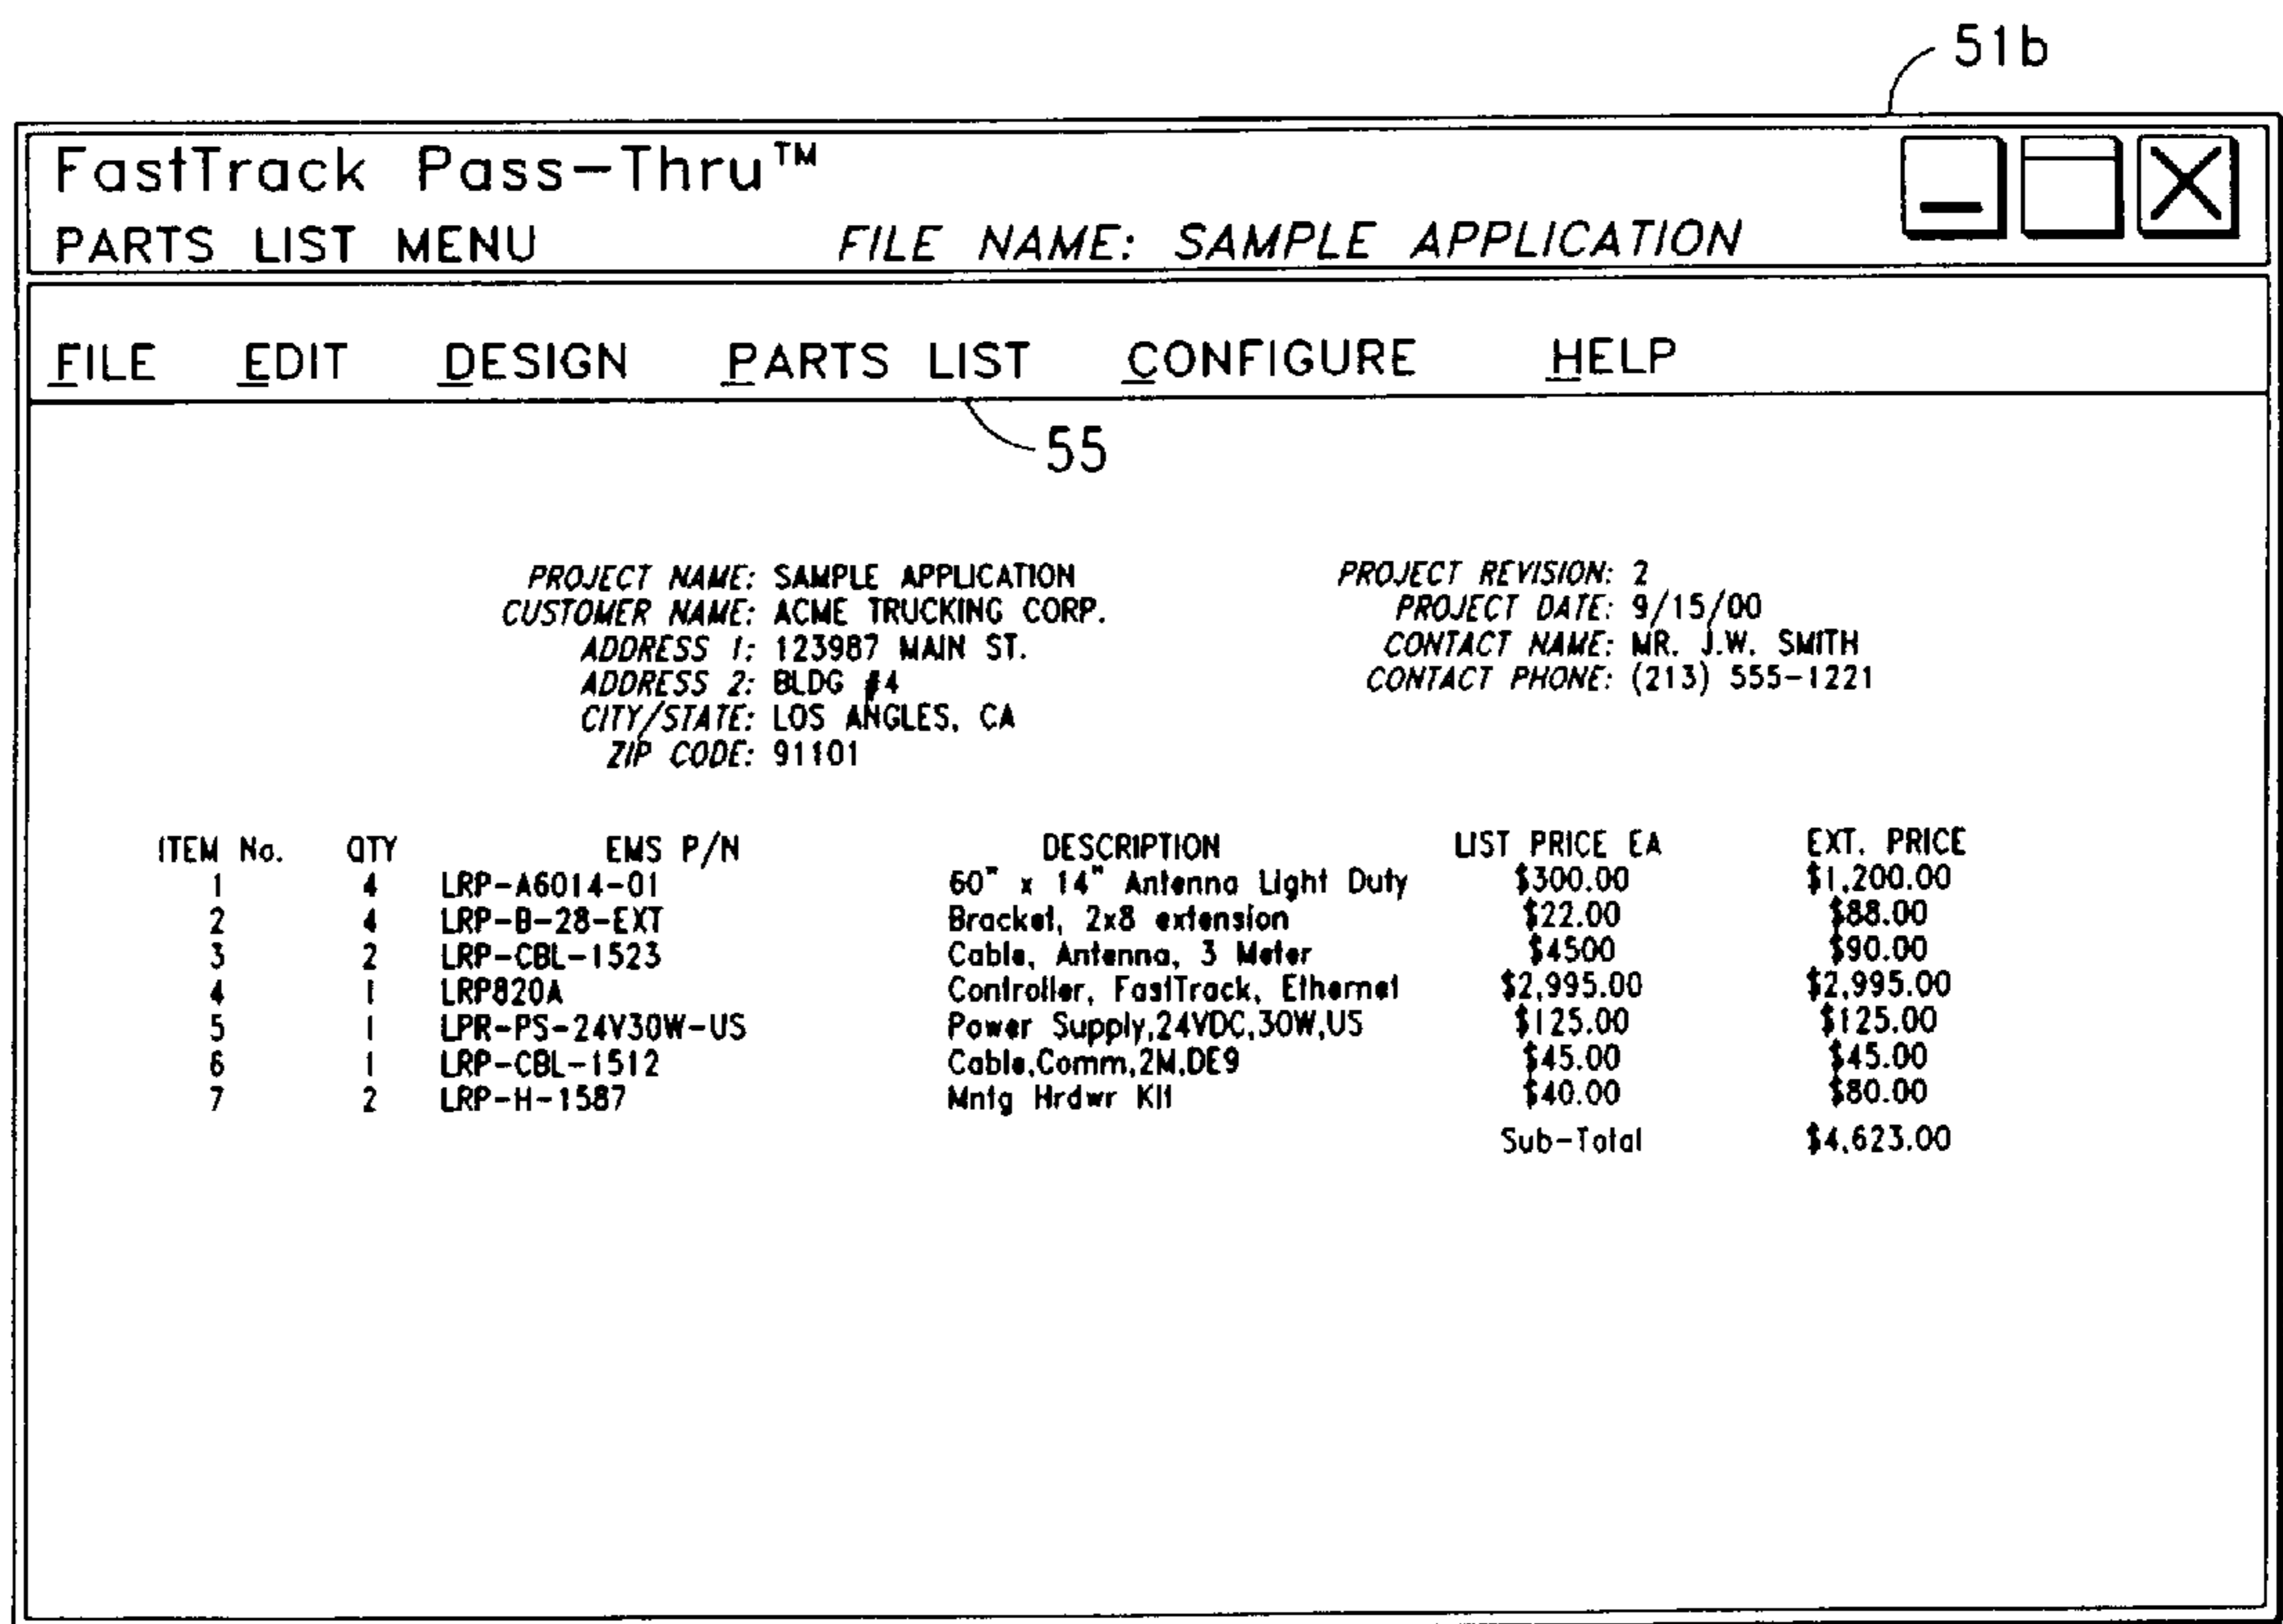 51b
FastTrack Pass-Thru™
PARTS LIST MENU FILE NAME: SAMPLE APPLICATION
FILE EDIT DESIGN PARTS LIST CONFIGURE HELP
55
PROJECT NAME: SAMPLE APPLICATION PROJECT REVISION: 2
CUSTOMER NAME: ACME TRUCKING CORP. PROJECT DATE: 9/15/00
ADDRESS 1: 123987 MAIN ST. CONTACT NAME: MR. J.W. SMITH
ADDRESS 2: BLDG #4 CONTACT PHONE: (213) 555-1221
CITY/STATE: LOS ANGLES, CA
ZIP CODE: 91101
ITEM No. QTY EMS P/N DESCRIPTION LIST PRICE EA EXT. PRICE
1 4 LRP-A6014-01 60" x 14" Antenna Light Duty $300.00 $1,200.00
2 4 LRP-B-28-EXT Bracket, 2x8 extension $22.00 $88.00
3 2 LRP-CBL-1523 Cable, Antenna, 3 Meter $4500 $90.00
4 1 LRP820A Controller, FastTrack, Ethernet $2,995.00 $2,995.00
5 1 LPR-PS-24V30W-US Power Supply,24VDC,30W,US $125.00 $125.00
6 1 LRP-CBL-1512 Cable,Comm,2M,DE9 $45.00 $45.00
7 2 LRP-H-1587 Mntg Hrdwr Kit $40.00 $80.00
Sub-Total $4,623.00